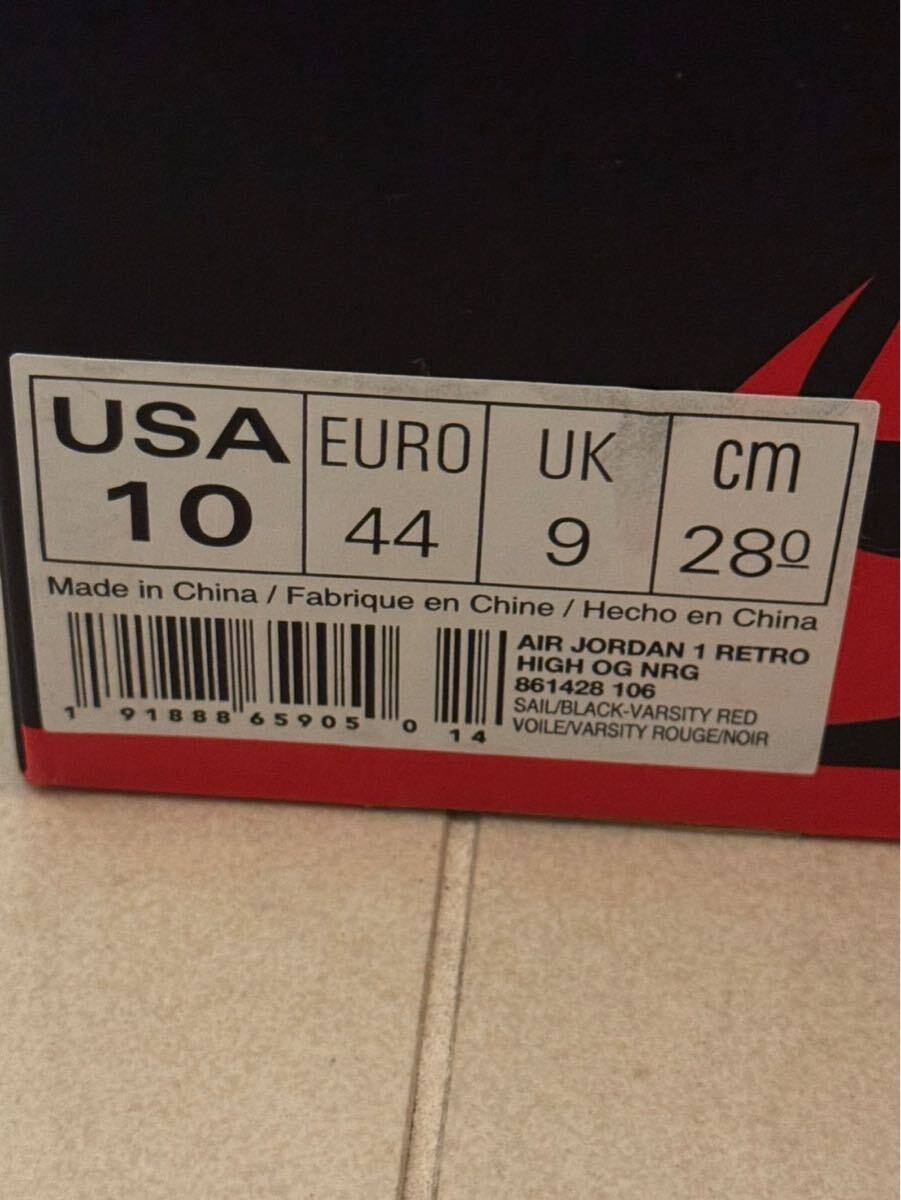 USA EURO UK cm
10 44 9 280
Made in China / Fabrique en Chine / Hecho en China
AIR JORDAN 1 RETRO
HIGH OG NRG
861428 106
SAIL/BLACK-VARSITY RED
VOILE/VARSITY ROUGE/NOIR
1 91888 65905 0 14